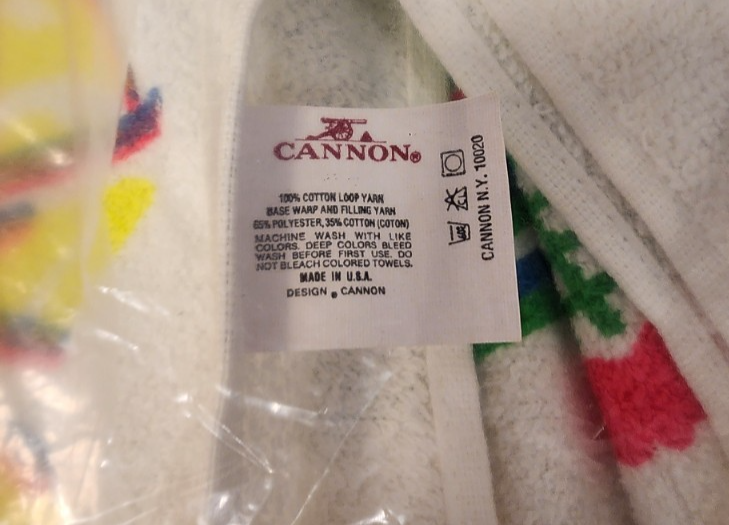 CANNON®
100% COTTON LOOP YARN
BASE WARP AND FILLING YARN
65% POLYESTER, 35% COTTON (COTON)
MACHINE WASH WITH LIKE
COLORS. DEEP COLORS BLEED
WASH BEFORE FIRST USE. DO
NOT BLEACH COLORED TOWELS.
MADE IN U.S.A.
DESIGN ® CANNON
CANNON N.Y. 10020